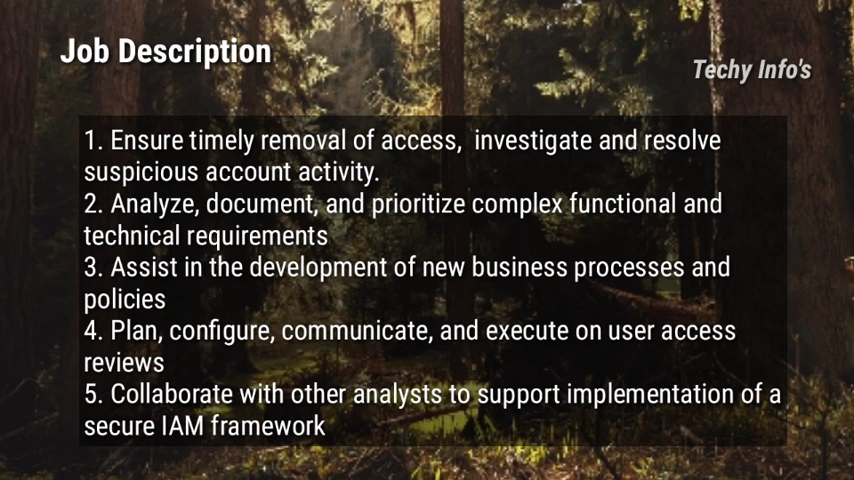 Job Description
Techy Info's
1. Ensure timely removal of access,  investigate and resolve
suspicious account activity.
2. Analyze, document, and prioritize complex functional and
technical requirements
3. Assist in the development of new business processes and
policies
4. Plan, configure, communicate, and execute on user access
reviews
5. Collaborate with other analysts to support implementation of a
secure IAM framework